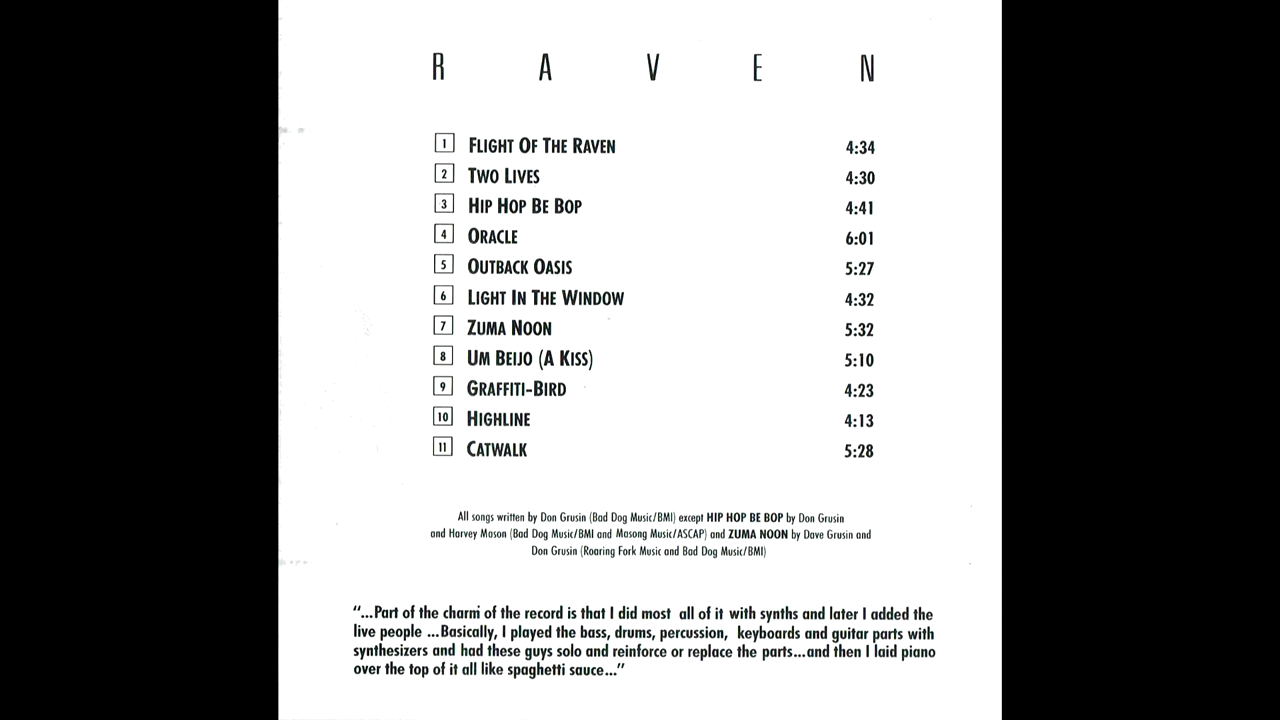 RAVEN
1 FLIGHT OF THE RAVEN 4:34
2 TWO LIVES 4:30
3 HIP HOP BE BOP 4:41
4 ORACLE 6:01
5 OUTBACK OASIS 5:27
6 LIGHT IN THE WINDOW 4:32
7 ZUMA NOON 5:32
8 UM BEIJO (A KISS) 5:10
9 GRAFFITI-BIRD 4:23
10 HIGHLINE 4:13
11 CATWALK 5:28
All songs written by Don Grusin (Bad Dog Music/BMI) except HIP HOP BE BOP by Don Grusin
and Harvey Mason (Bad Dog Music/BMI and Masong Music/ASCAP) and ZUMA NOON by Dave Grusin and
Don Grusin (Roaring Fork Music and Bad Dog Music/BMI)
"...Part of the charm of the record is that I did most all of it with synths and later I added the
live people ...Basically, I played the bass, drums, percussion, keyboards and guitar parts with
synthesizers and had these guys solo and reinforce or replace the parts...and then I laid piano
over the top of it all like spaghetti sauce..."